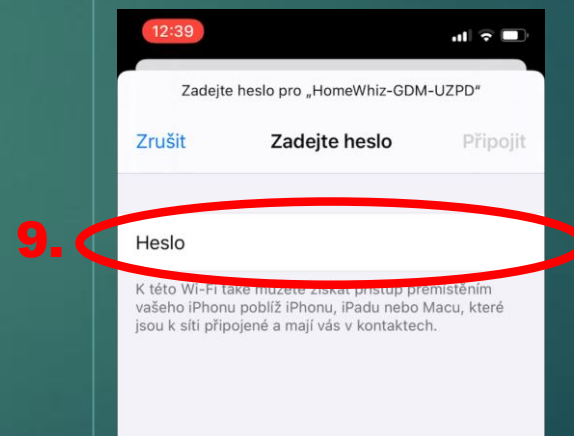 12:39
Zadejte heslo pro „HomeWhiz-GDM-UZPD“
Zrušit Zadejte heslo Připojit
9.
Heslo
K této Wi-Fi také můžete získat přístup přemístěním
vašeho iPhonu poblíž iPhonu, iPadu nebo Macu, které
jsou k síti připojené a mají vás v kontaktech.